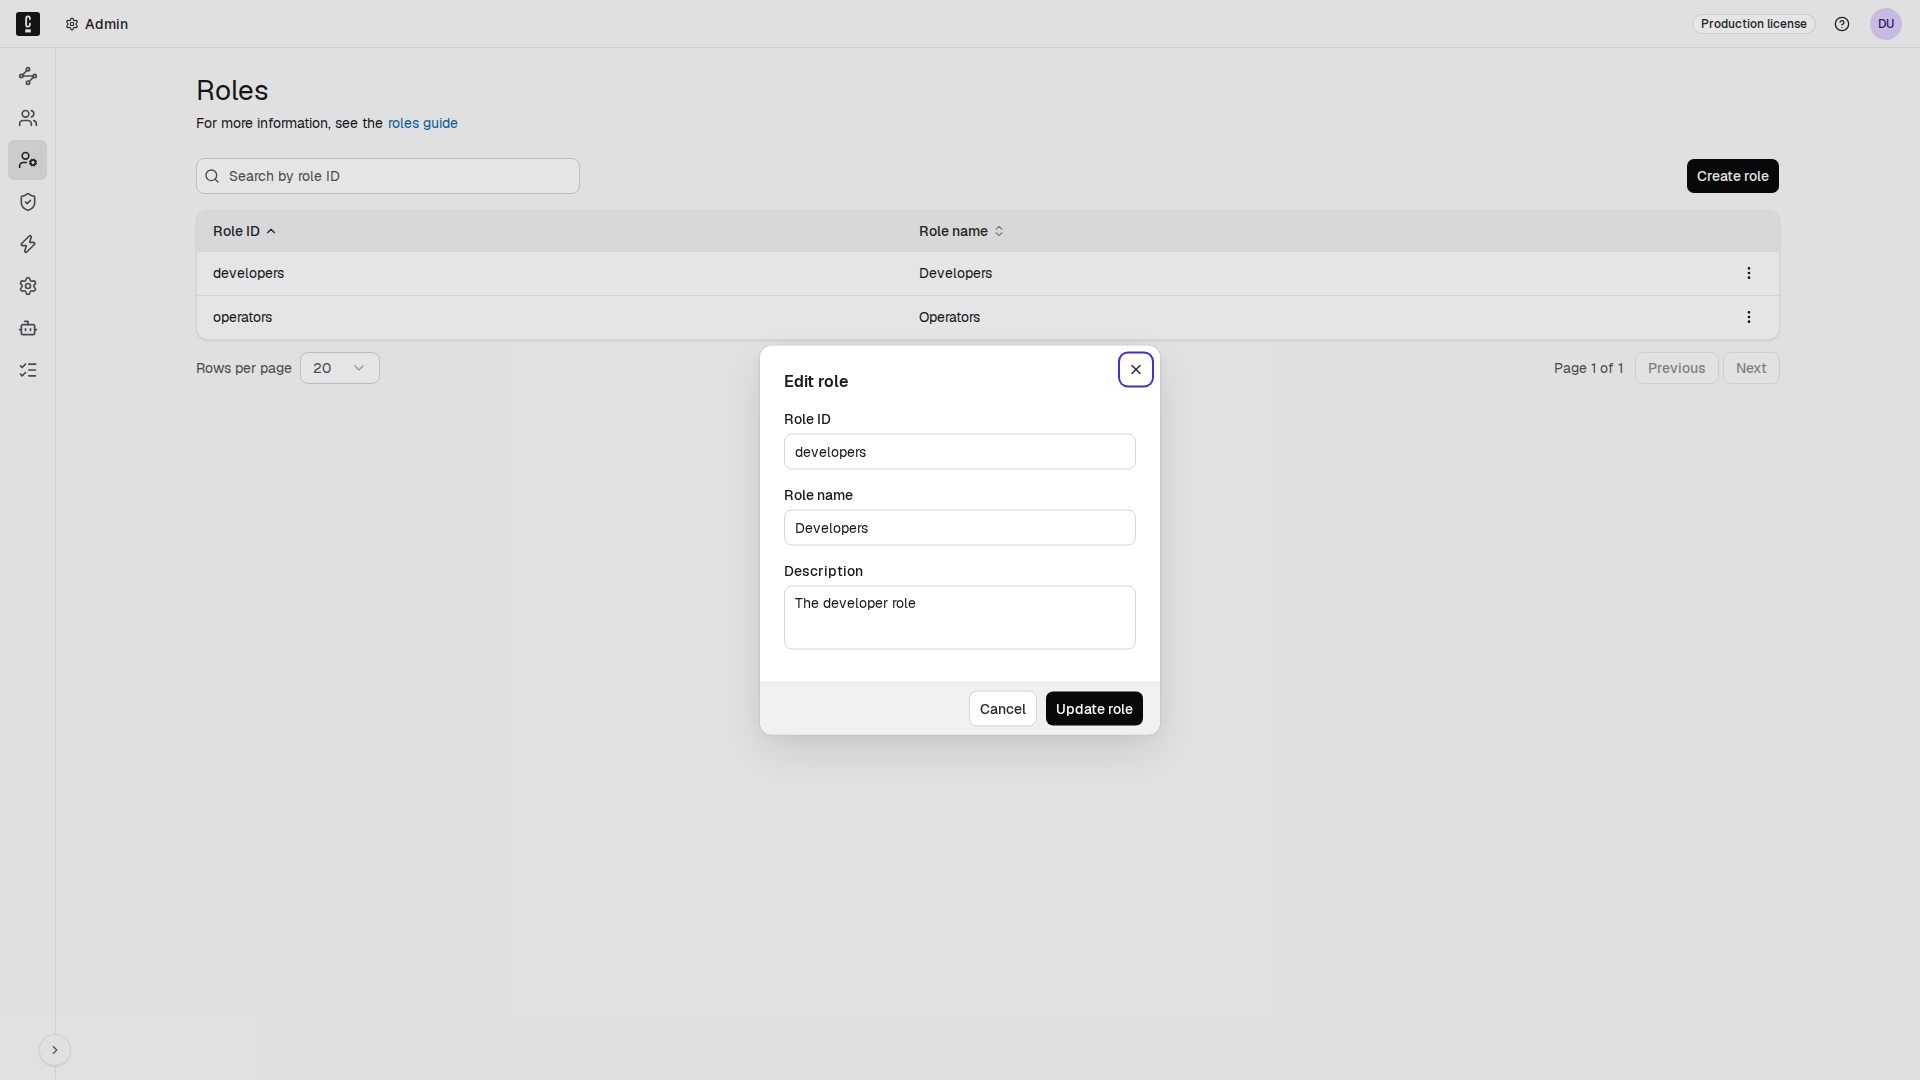 Admin
Production license
DU
Roles
For more information, see the roles guide
Search by role ID
Create role
Role ID
Role name
developers
Developers
operators
Operators
Rows per page
20
Page 1 of 1
Previous
Next
Edit role
Role ID
developers
Role name
Developers
Description
The developer role
Cancel
Update role